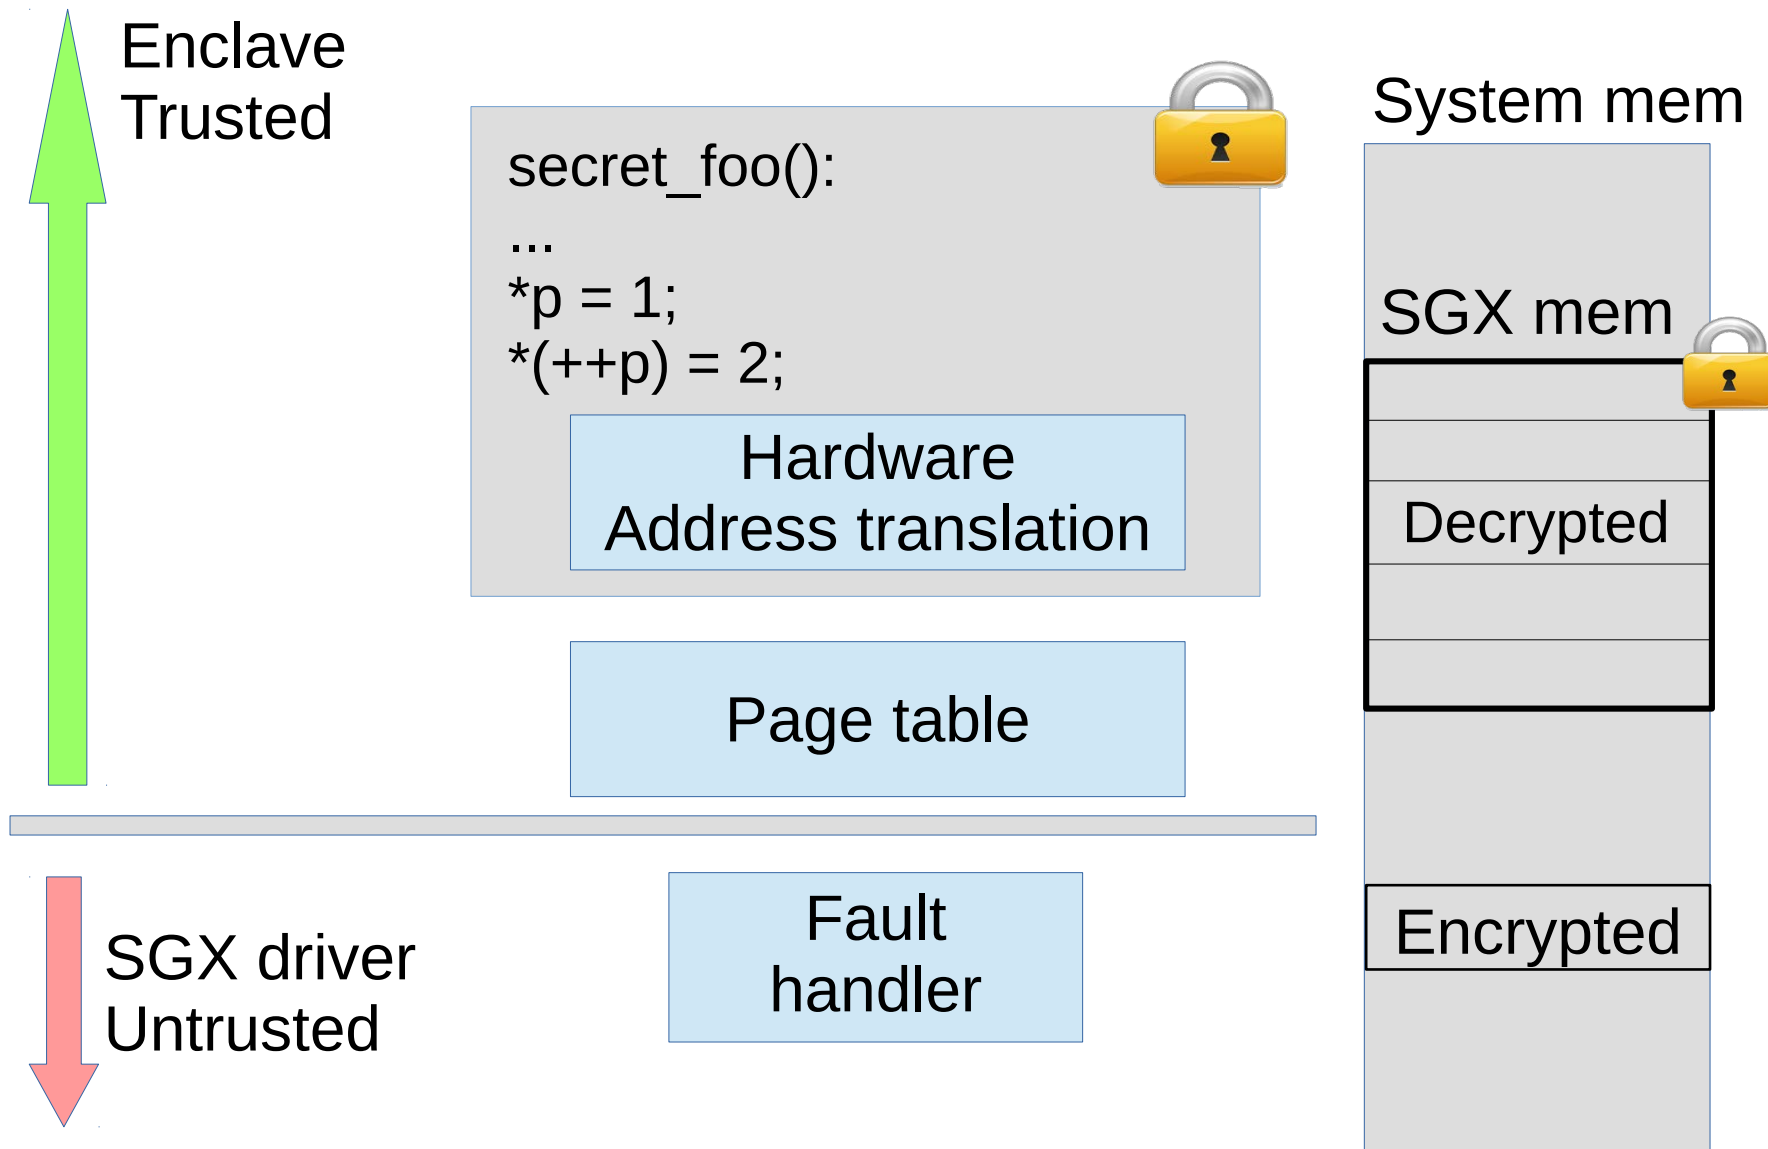 Enclave
Trusted
secret_foo():
...
*p = 1;
*(++p) = 2;
Hardware
Address translation
Page table
SGX driver
Untrusted
Fault
handler
System mem
SGX mem
Decrypted
Encrypted